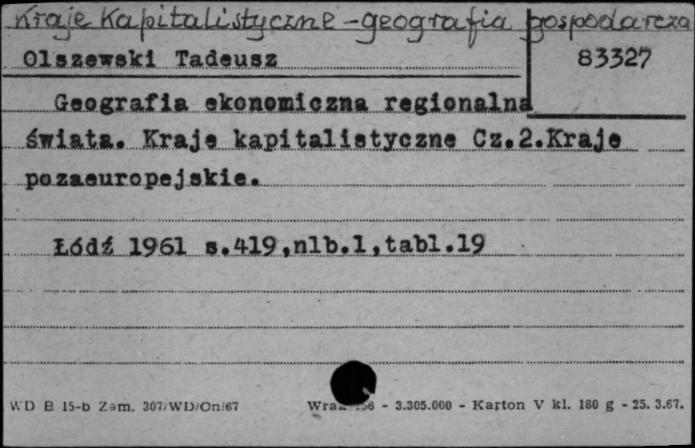 Kraje Kapitalistyczne - geografia gospodarcza
Olszewski Tadeusz
83327
Geografia ekonomiczna regionalna
świata. Kraje kapitalistyczne Cz.2.Kraje
pozaeuropejskie.
Łódź 1961 s.419,nlb.1,tabl.19
WD B 15-b Zam. 307/WD/On/67
- 3.305.000 - Karton V kl. 180 g - 25. 3.67.